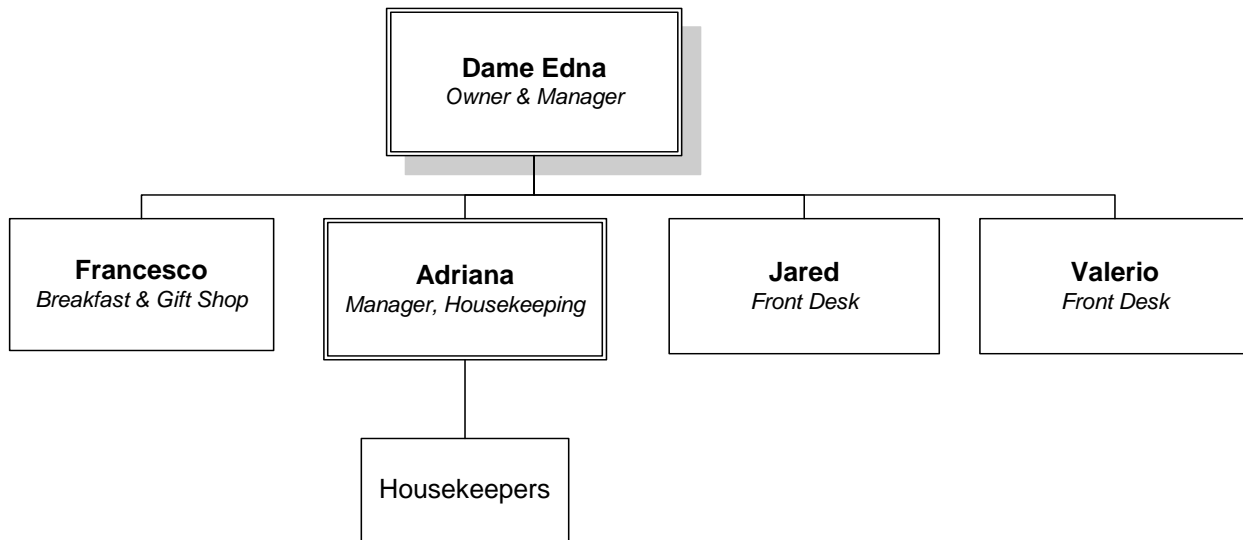 Dame Edna
Owner & Manager
Francesco
Breakfast & Gift Shop
Adriana
Manager, Housekeeping
Jared
Front Desk
Valerio
Front Desk
Housekeepers